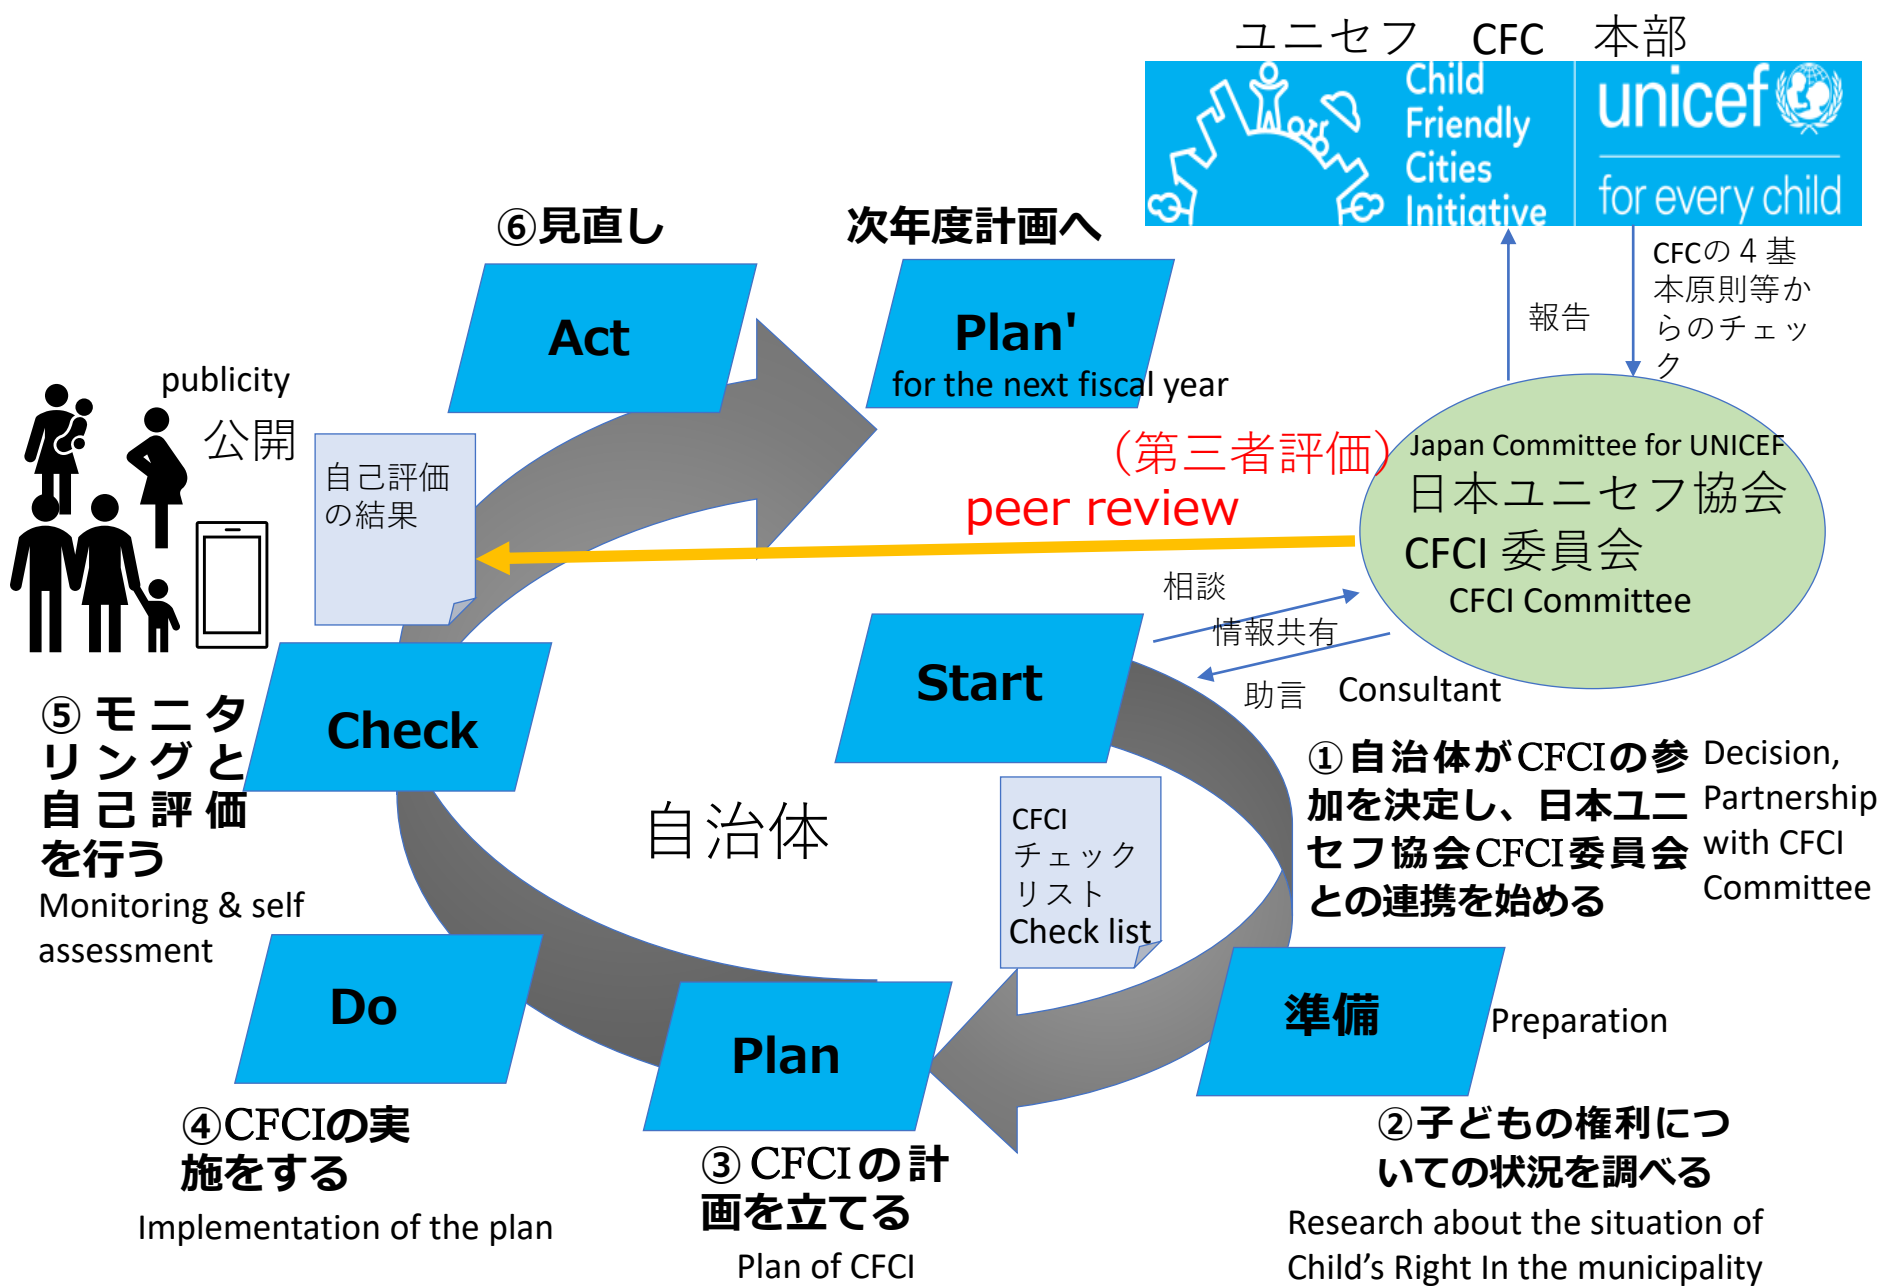 ユニセフ CFC 本部
Child
Friendly
Cities
Initiative
unicef
for every child
⑥見直し
次年度計画へ
Act
Plan'
for the next fiscal year
報告
CFCの４基
本原則等か
らのチェッ
ク
publicity
公開
自己評価
の結果
（第三者評価）
peer review
Japan Committee for UNICEF
日本ユニセフ協会
CFCI 委員会
CFCI Committee
相談
情報共有
助言
Consultant
Start
Check
⑤モニタ
リングと
自己評価
を行う
Monitoring & self
assessment
自治体
CFCI
チェック
リスト
Check list
①自治体がCFCIの参
加を決定し、日本ユニ
セフ協会CFCI委員会
との連携を始める
Decision,
Partnership
with CFCI
Committee
Do
Plan
準備
Preparation
④CFCIの実
施をする
Implementation of the plan
③CFCIの計
画を立てる
Plan of CFCI
②子どもの権利につ
いての状況を調べる
Research about the situation of
Child’s Right In the municipality